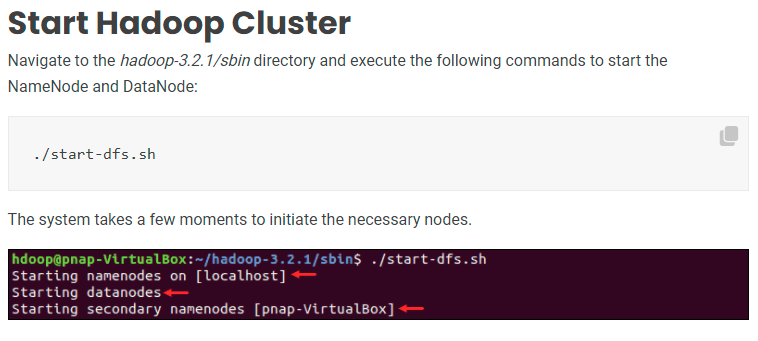 Start Hadoop Cluster
Navigate to the hadoop-3.2.1/sbin directory and execute the following commands to start the
NameNode and DataNode:
./start-dfs.sh
The system takes a few moments to initiate the necessary nodes.
hdoop@pnap-VirtualBox:~/hadoop-3.2.1/sbin$ ./start-dfs.sh
Starting namenodes on [localhost]
Starting datanodes
Starting secondary namenodes [pnap-VirtualBox]